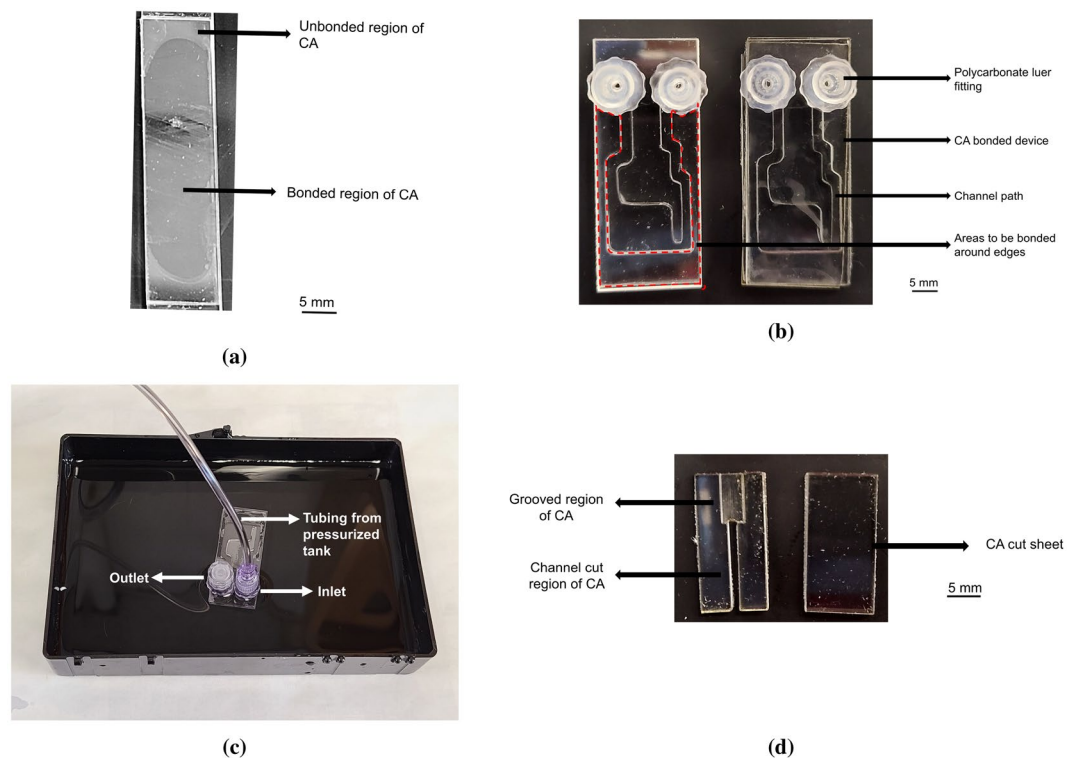 Unbonded region of
CA
Bonded region of CA
5 mm
(a)
Polycarbonate luer
fitting
CA bonded device
Channel path
Areas to be bonded
around edges
5 mm
(b)
Tubing from
pressurized
tank
Outlet
Inlet
(c)
Grooved region
of CA
Channel cut
region of CA
CA cut sheet
5 mm
(d)